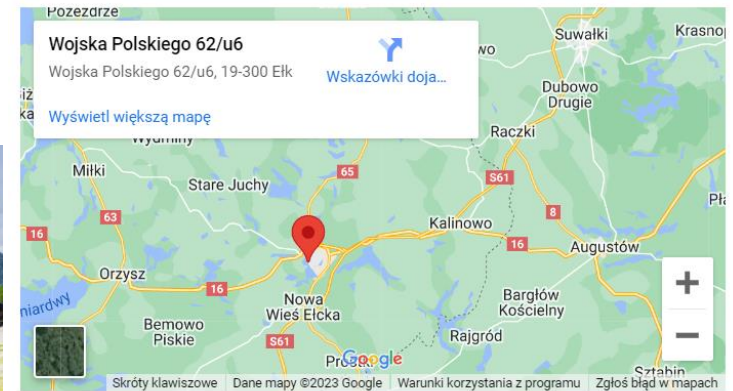 Pozezdrze
Suwałki
Wojska Polskiego 62/u6
Wojska Polskiego 62/u6, 19-300 Ełk
Wskazówki doja...
Wyświetl większą mapę
Dubowo
Drugie
Raczki
Wydminy
Miłki
65
S61
Stare Juchy
63
8
Kalinowo
16
16
Augustów
Orzysz
16
Nowa
Wieś Ełcka
Bargłów
Kościelny
Bemowo
Piskie
S61
Rajgród
Google
Sztabin
Skróty klawiszowe
Dane mapy ©2023 Google
Warunki korzystania z programu
Zgłoś błąd w mapach